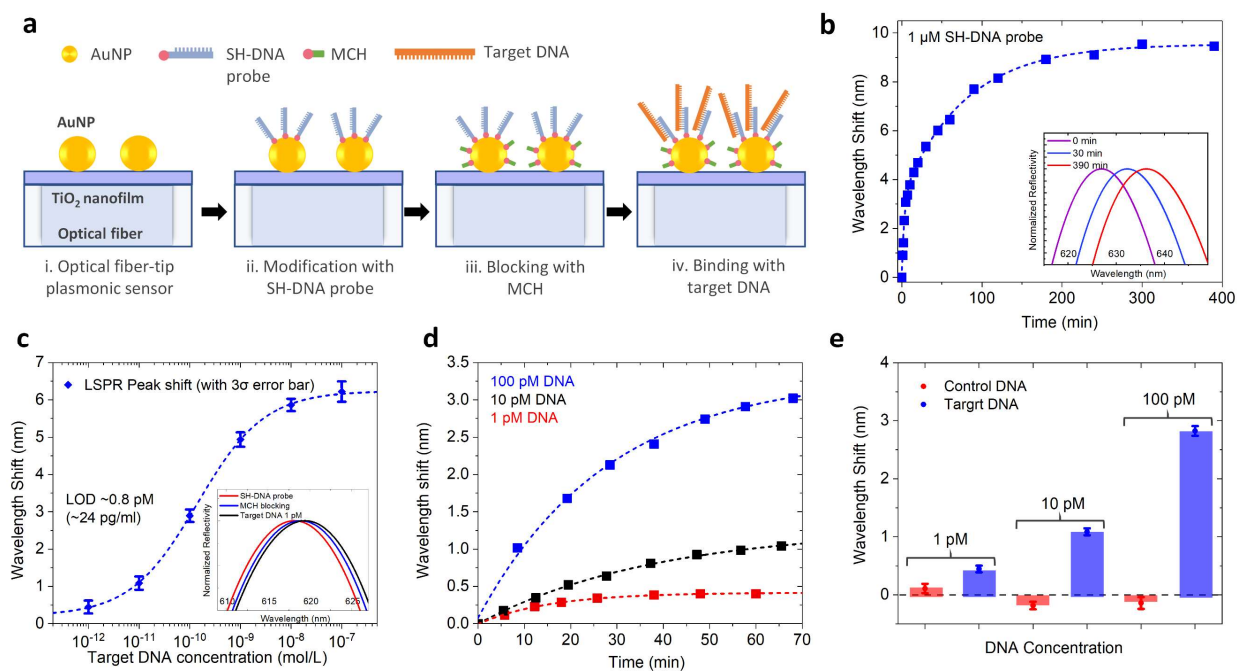 a
AuNP
SH-DNA
probe
MCH
Target DNA
AuNP
TiO2 nanofilm
Optical fiber
i. Optical fiber-tip
plasmonic sensor
ii. Modification with
SH-DNA probe
iii. Blocking with
MCH
iv. Binding with
target DNA
b
1 μM SH-DNA probe
Wavelength Shift (nm)
10
8
6
4
2
0
0 min
30 min
390 min
Normalized Reflectivity
620 630 640
Wavelength (nm)
0 100 200 300 400
Time (min)
c
LSPR Peak shift (with 3σ error bar)
Wavelength Shift (nm)
7
6
5
4
3
2
1
0
LOD ~0.8 pM
(~24 pg/ml)
SH-DNA probe
MCH blocking
Target DNA 1 pM
Normalized Reflectivity
610 615 620 625
Wavelength (nm)
10-12 10-11 10-10 10-9 10-8 10-7
Target DNA concentration (mol/L)
d
100 pM DNA
10 pM DNA
1 pM DNA
Wavelength shift (nm)
3.5
3.0
2.5
2.0
1.5
1.0
0.5
0.0
0 10 20 30 40 50 60 70
Time (min)
e
Control DNA
Targrt DNA
100 pM
10 pM
1 pM
Wavelength Shift (nm)
4
3
2
1
0
DNA Concentration